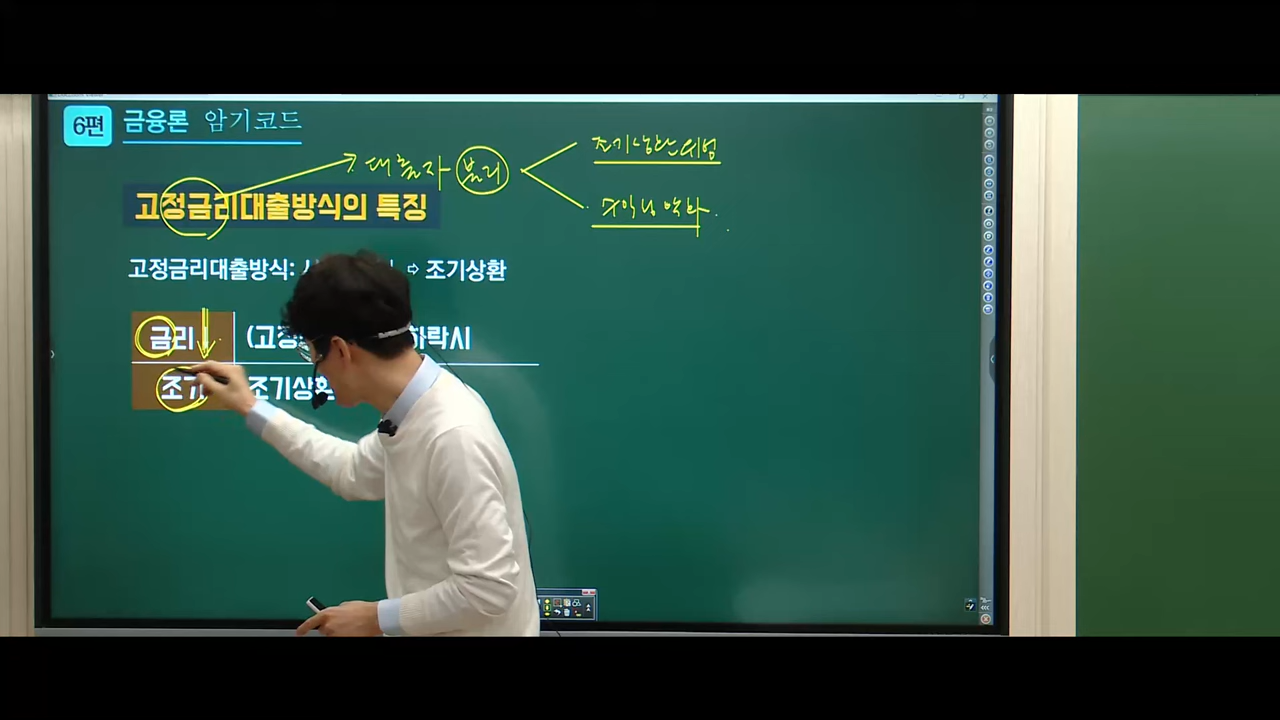 6편 금융론 암기코드
대출자 불리
조기상환 위험
수익성 악화
고정금리대출방식의 특징
고정금리대출방식: ⇨ 조기상환
금리↓ (고정 하락시
조기 조기상환